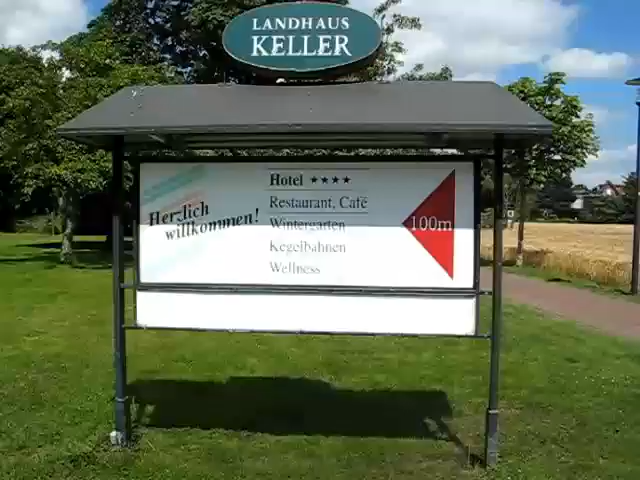 LANDHAUS
KELLER
Herzlich
willkommen!
Hotel ★★★★
Restaurant, Café
Wintergarten
Kegelbahnen
Wellness
100m